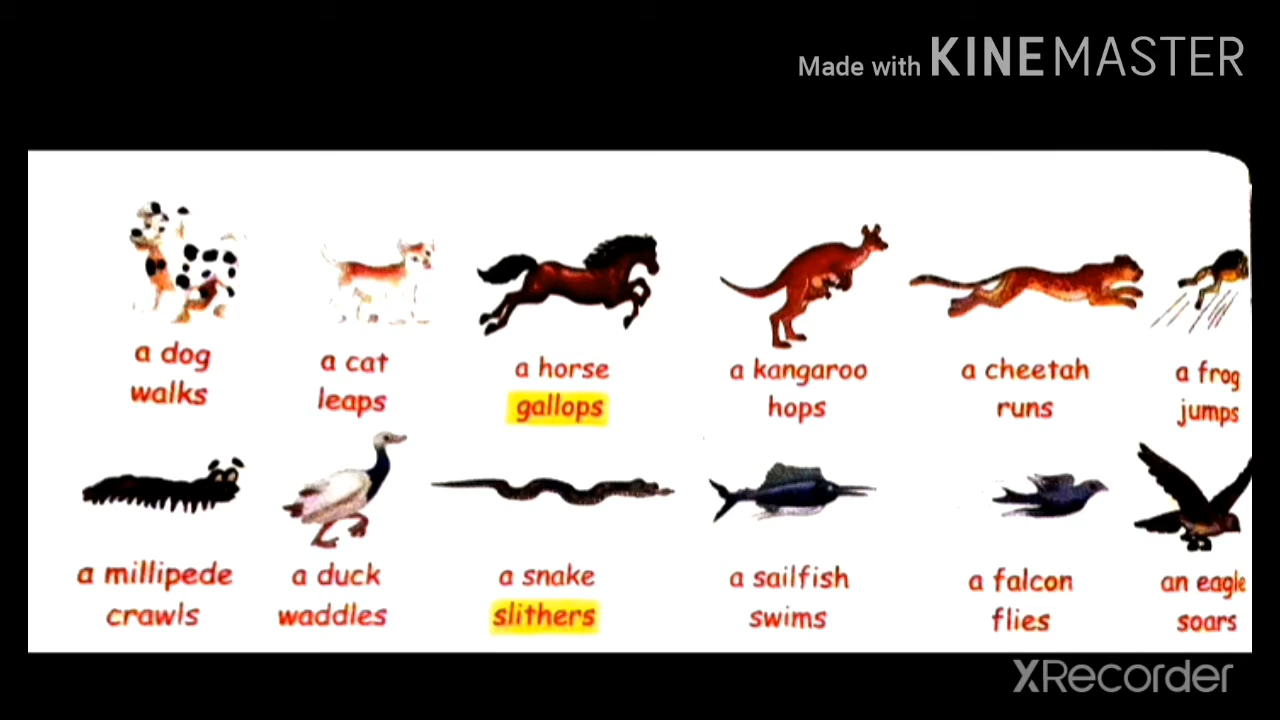 Made with KINEMASTER
a dog
walks
a cat
leaps
a horse
gallops
a kangaroo
hops
a cheetah
runs
a frog
jumps
a millipede
crawls
a duck
waddles
a snake
slithers
a sailfish
swims
a falcon
flies
an eagle
soars
XRecorder